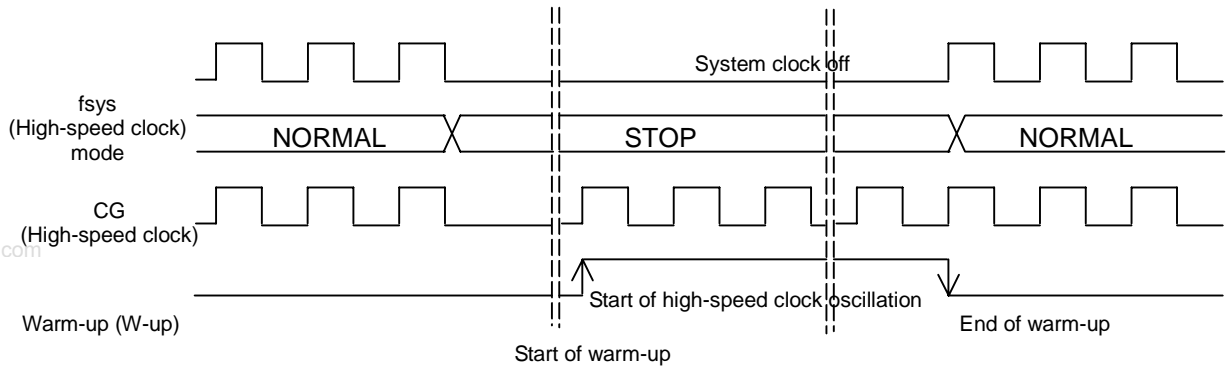 System clock off
fsys
(High-speed clock)
mode
NORMAL
STOP
NORMAL
CG
(High-speed clock)
com
Start of high-speed clock oscillation
Warm-up (W-up)
End of warm-up
Start of warm-up